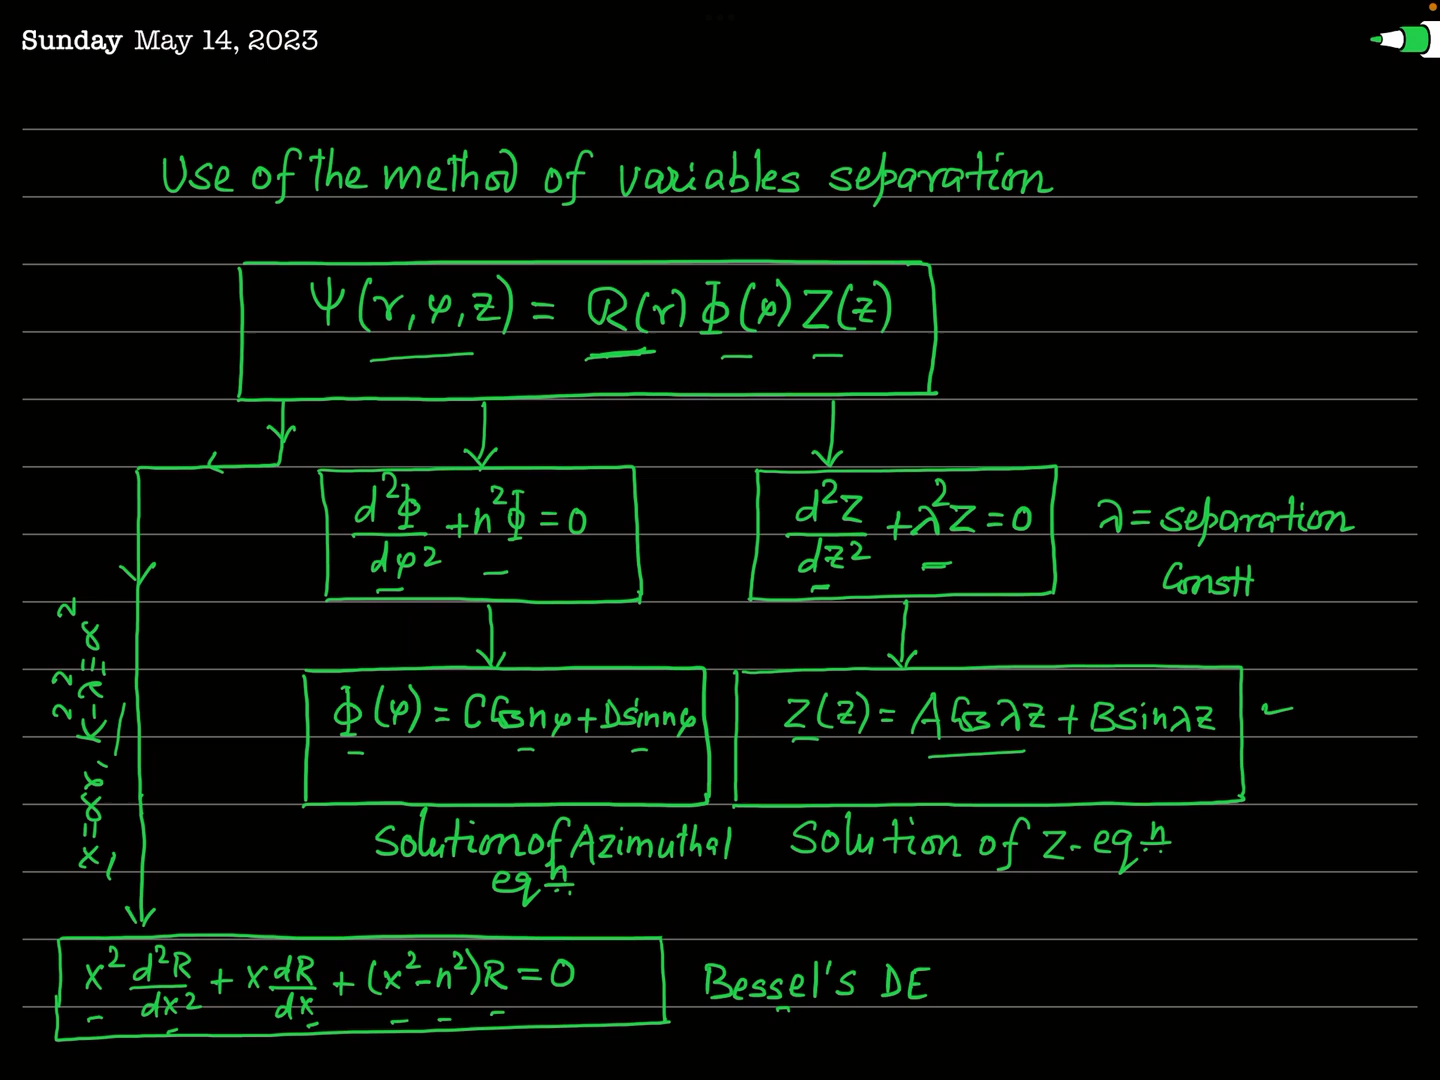 Sunday May 14, 2023
Use of the method of variables separation
Ψ(r, φ, z) = R(r) Φ(φ) Z(z)
d²Φ/dφ² + n²Φ = 0
d²Z/dz² + λ²Z = 0
λ = separation
Constt
x = αr, k² - λ² = α²
Φ(φ) = C Cos nφ + D sin nφ
Z(z) = A Cos λz + B sin λz
Solution of Azimuthal
eqn
Solution of z-eqn
x² d²R/dx² + x dR/dx + (x² - n²)R = 0
Bessel's DE